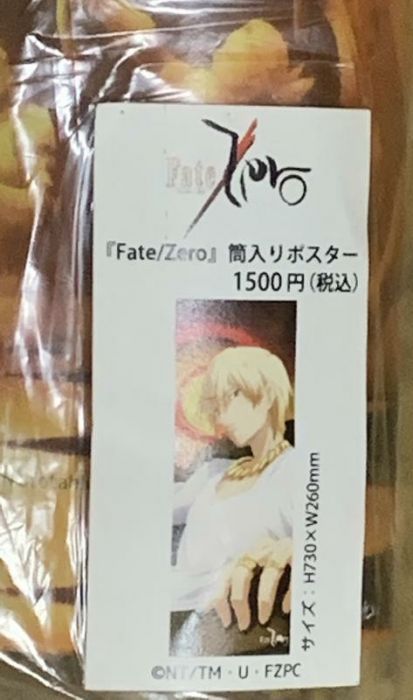 Fate/Zero
『Fate/Zero』筒入りポスター
1500円(税込)
サイズ：H730×W260mm
©NT/TM・U・FZPC